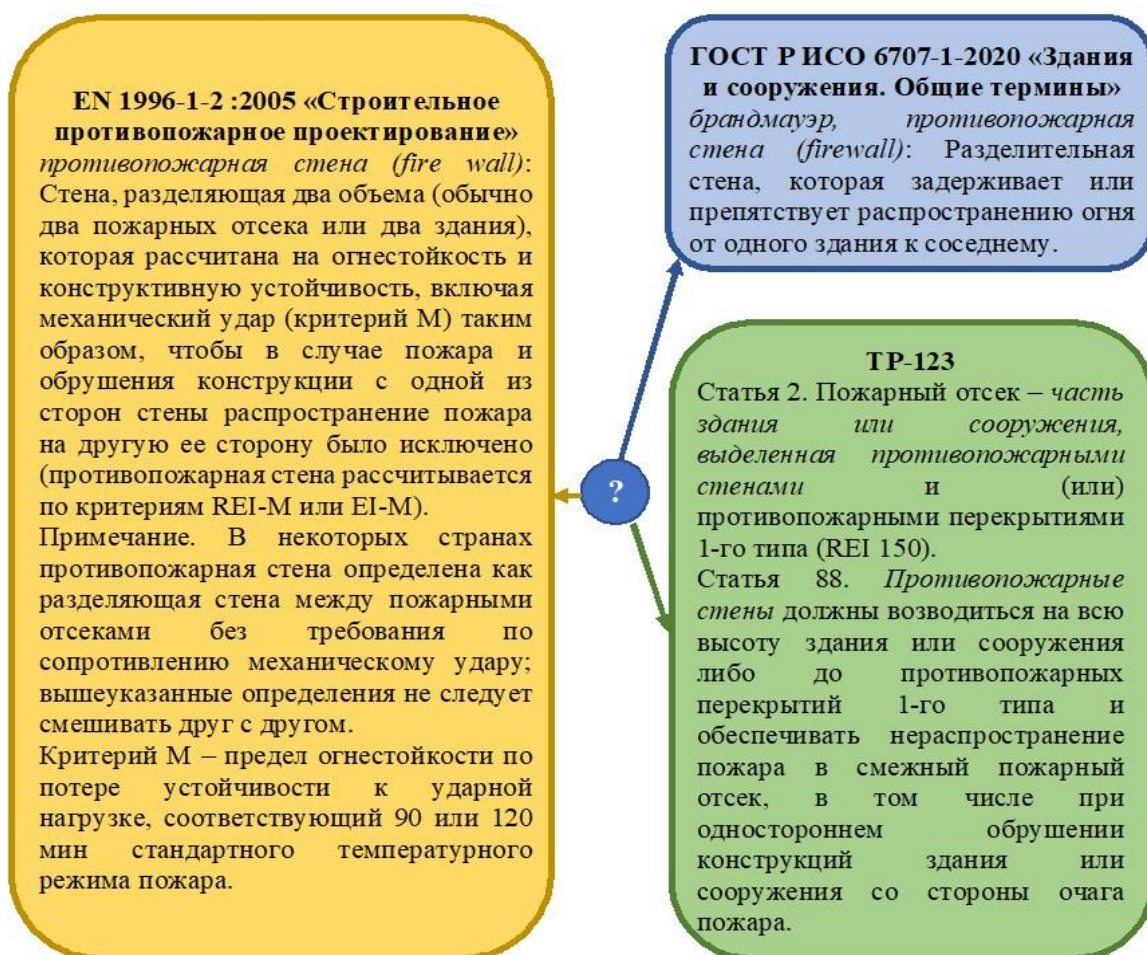 EN 1996-1-2 :2005 «Строительное
противопожарное проектирование»
противопожарная стена (fire wall):
Стена, разделяющая два объема (обычно
два пожарных отсека или два здания),
которая рассчитана на огнестойкость и
конструктивную устойчивость, включая
механический удар (критерий М) таким
образом, чтобы в случае пожара и
обрушения конструкции с одной из
сторон стены распространение пожара
на другую ее сторону было исключено
(противопожарная стена рассчитывается
по критериям REI-M или EI-M).
Примечание. В некоторых странах
противопожарная стена определена как
разделяющая стена между пожарными
отсеками без требования по
сопротивлению механическому удару;
вышеуказанные определения не следует
смешивать друг с другом.
Критерий М – предел огнестойкости по
потере устойчивости к ударной
нагрузке, соответствующий 90 или 120
мин стандартного температурного
режима пожара.
?
ГОСТ Р ИСО 6707-1-2020 «Здания
и сооружения. Общие термины»
брандмауэр, противопожарная
стена (firewall): Разделительная
стена, которая задерживает или
препятствует распространению огня
от одного здания к соседнему.
ТР-123
Статья 2. Пожарный отсек – часть
здания или сооружения,
выделенная противопожарными
стенами и (или)
противопожарными перекрытиями
1-го типа (REI 150).
Статья 88. Противопожарные
стены должны возводиться на всю
высоту здания или сооружения
либо до противопожарных
перекрытий 1-го типа и
обеспечивать нераспространение
пожара в смежный пожарный
отсек, в том числе при
одностороннем обрушении
конструкций здания или
сооружения со стороны очага
пожара.